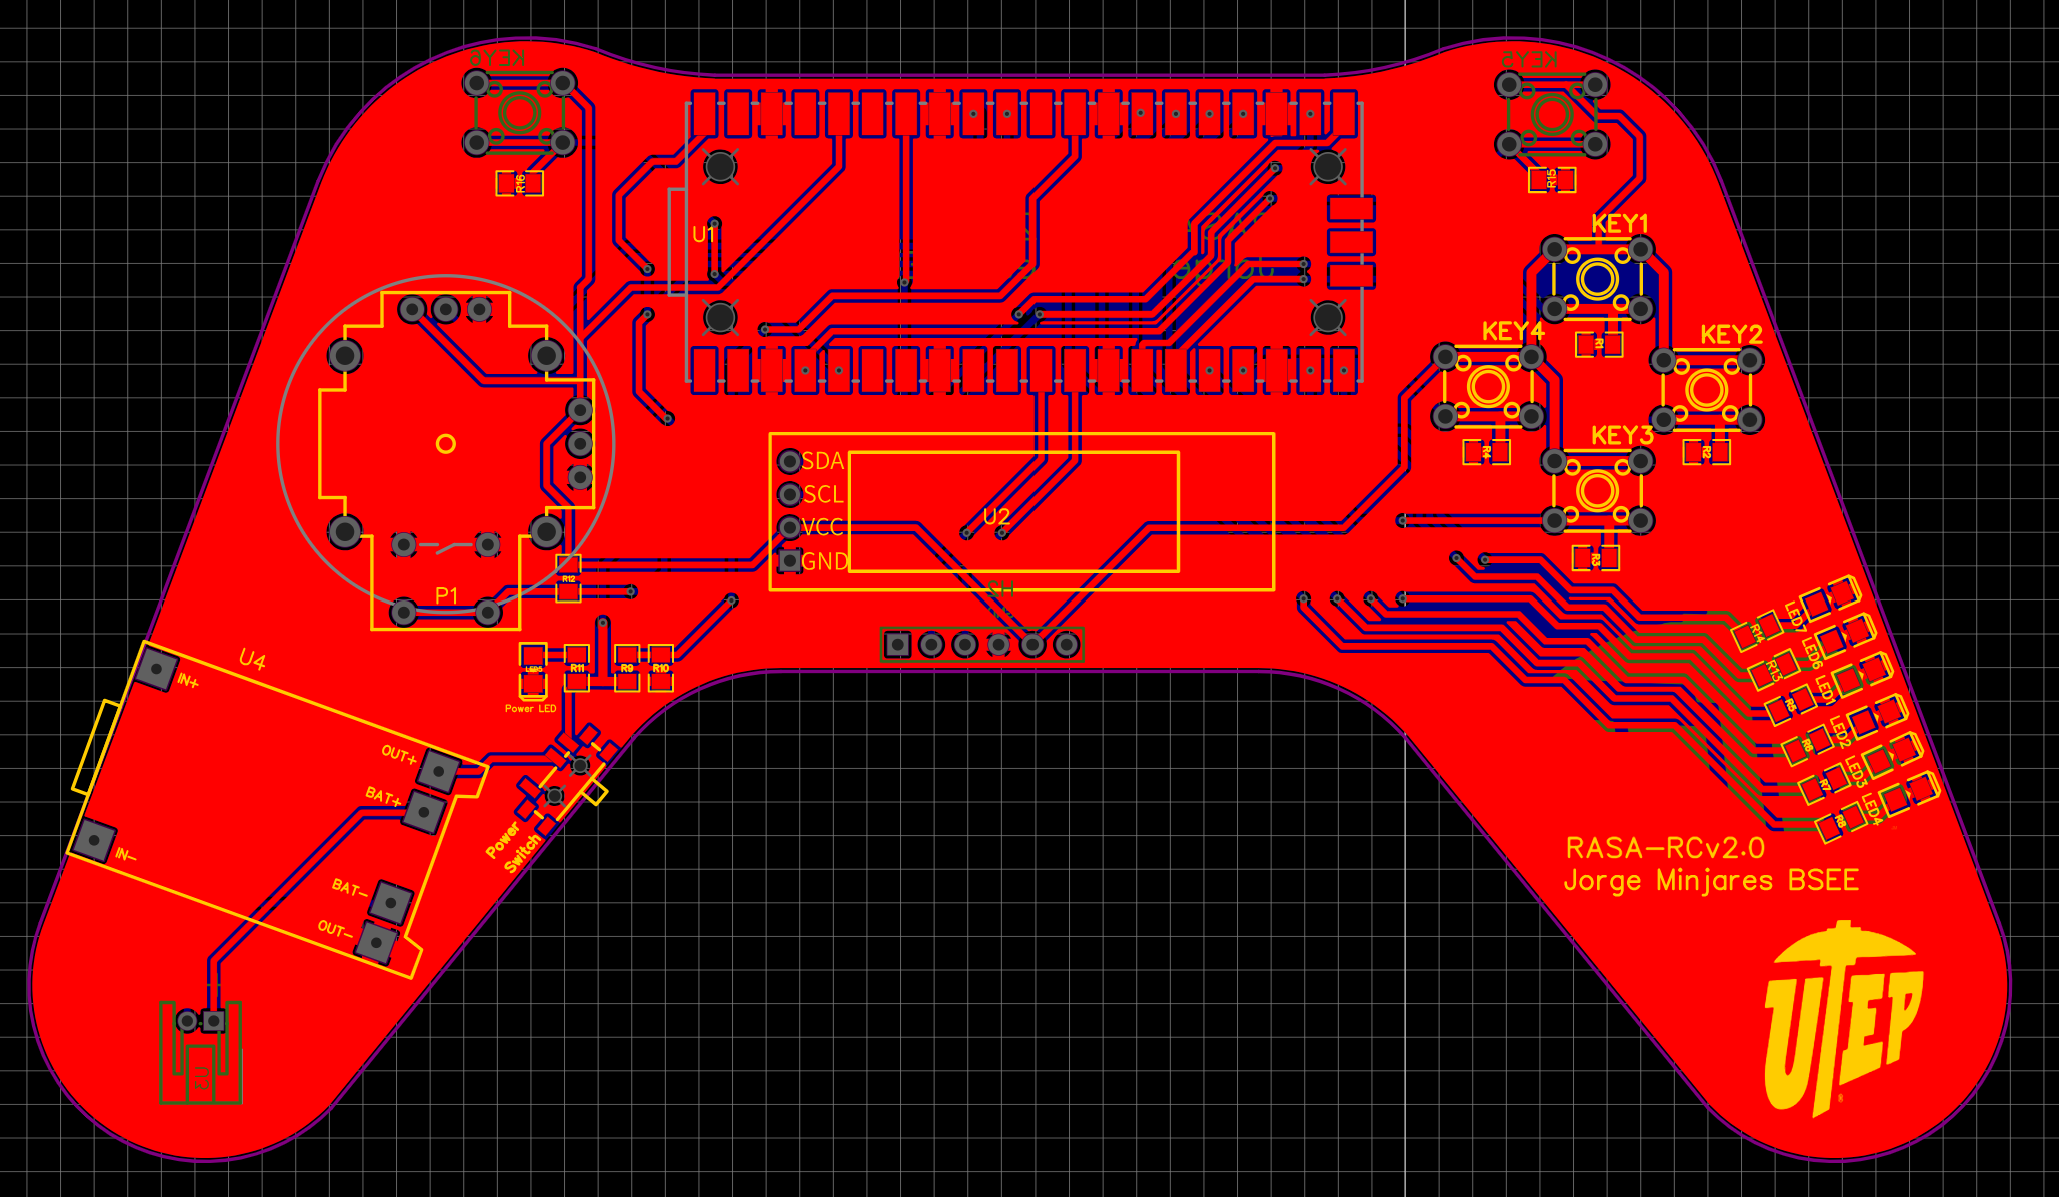 KEY6
KEY5
R16
R15
KEY1
U1
R1
KEY4
KEY2
KEY3
R4
R2
SDA
SCL
U2
VCC
GND
R3
R12
P1
H2
LED7
R14
LED6
R13
LED1
R5
LED2
R6
LED3
R7
LED4
R8
U4
IN+
R11
R9
R10
Power LED
OUT+
BAT+
Power
Switch
IN-
BAT-
OUT-
RASA-RCv2.0
Jorge Minjares BSEE
UTEP
®
U3